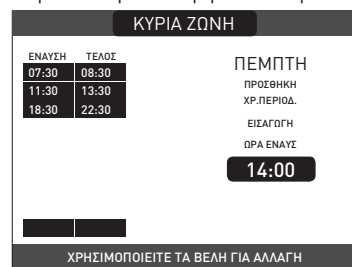 ΚΥΡΙΑ ΖΩΝΗ
ΕΝΑΥΣΗ ΤΕΛΟΣ
07:30 08:30
11:30 13:30
18:30 22:30
ΠΕΜΠΤΗ
ΠΡΟΣΘΗΚΗ
ΧΡ.ΠΕΡΙΟΔ.
ΕΙΣΑΓΩΓΗ
ΩΡΑ ΕΝΑΥΣ
14:00
ΧΡΗΣΙΜΟΠΟΙΕΙΤΕ ΤΑ ΒΕΛΗ ΓΙΑ ΑΛΛΑΓΗ